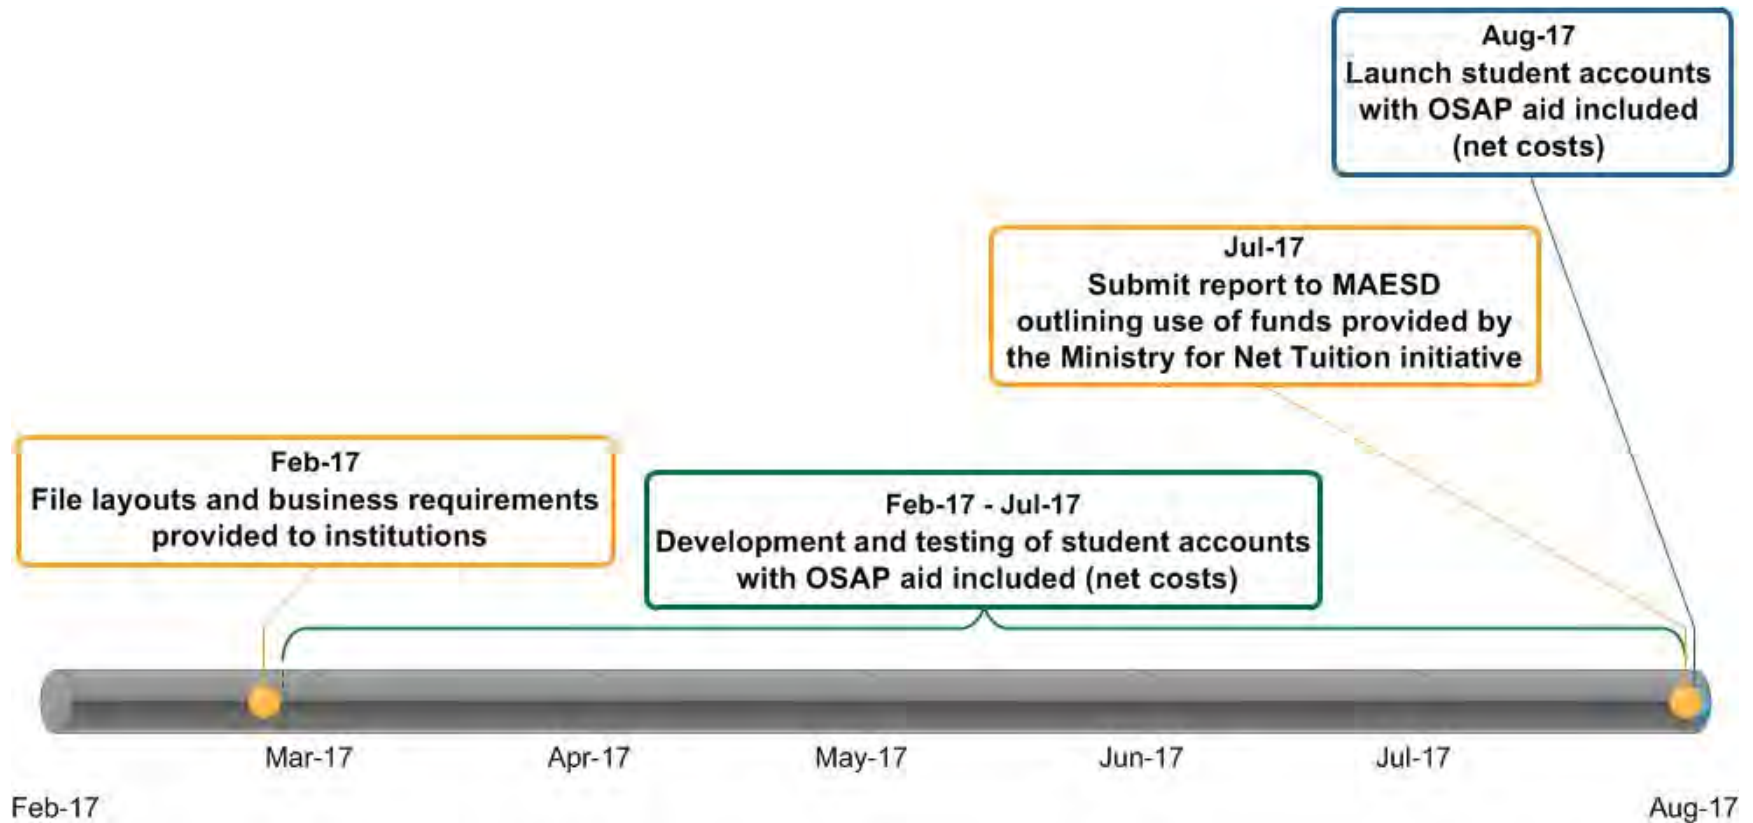 Aug-17
Launch student accounts
with OSAP aid included
(net costs)
Jul-17
Submit report to MAESD
outlining use of funds provided by
the Ministry for Net Tuition initiative
Feb-17
File layouts and business requirements
provided to institutions
Feb-17 - Jul-17
Development and testing of student accounts
with OSAP aid included (net costs)
Mar-17
Apr-17
May-17
Jun-17
Jul-17
Feb-17
Aug-17